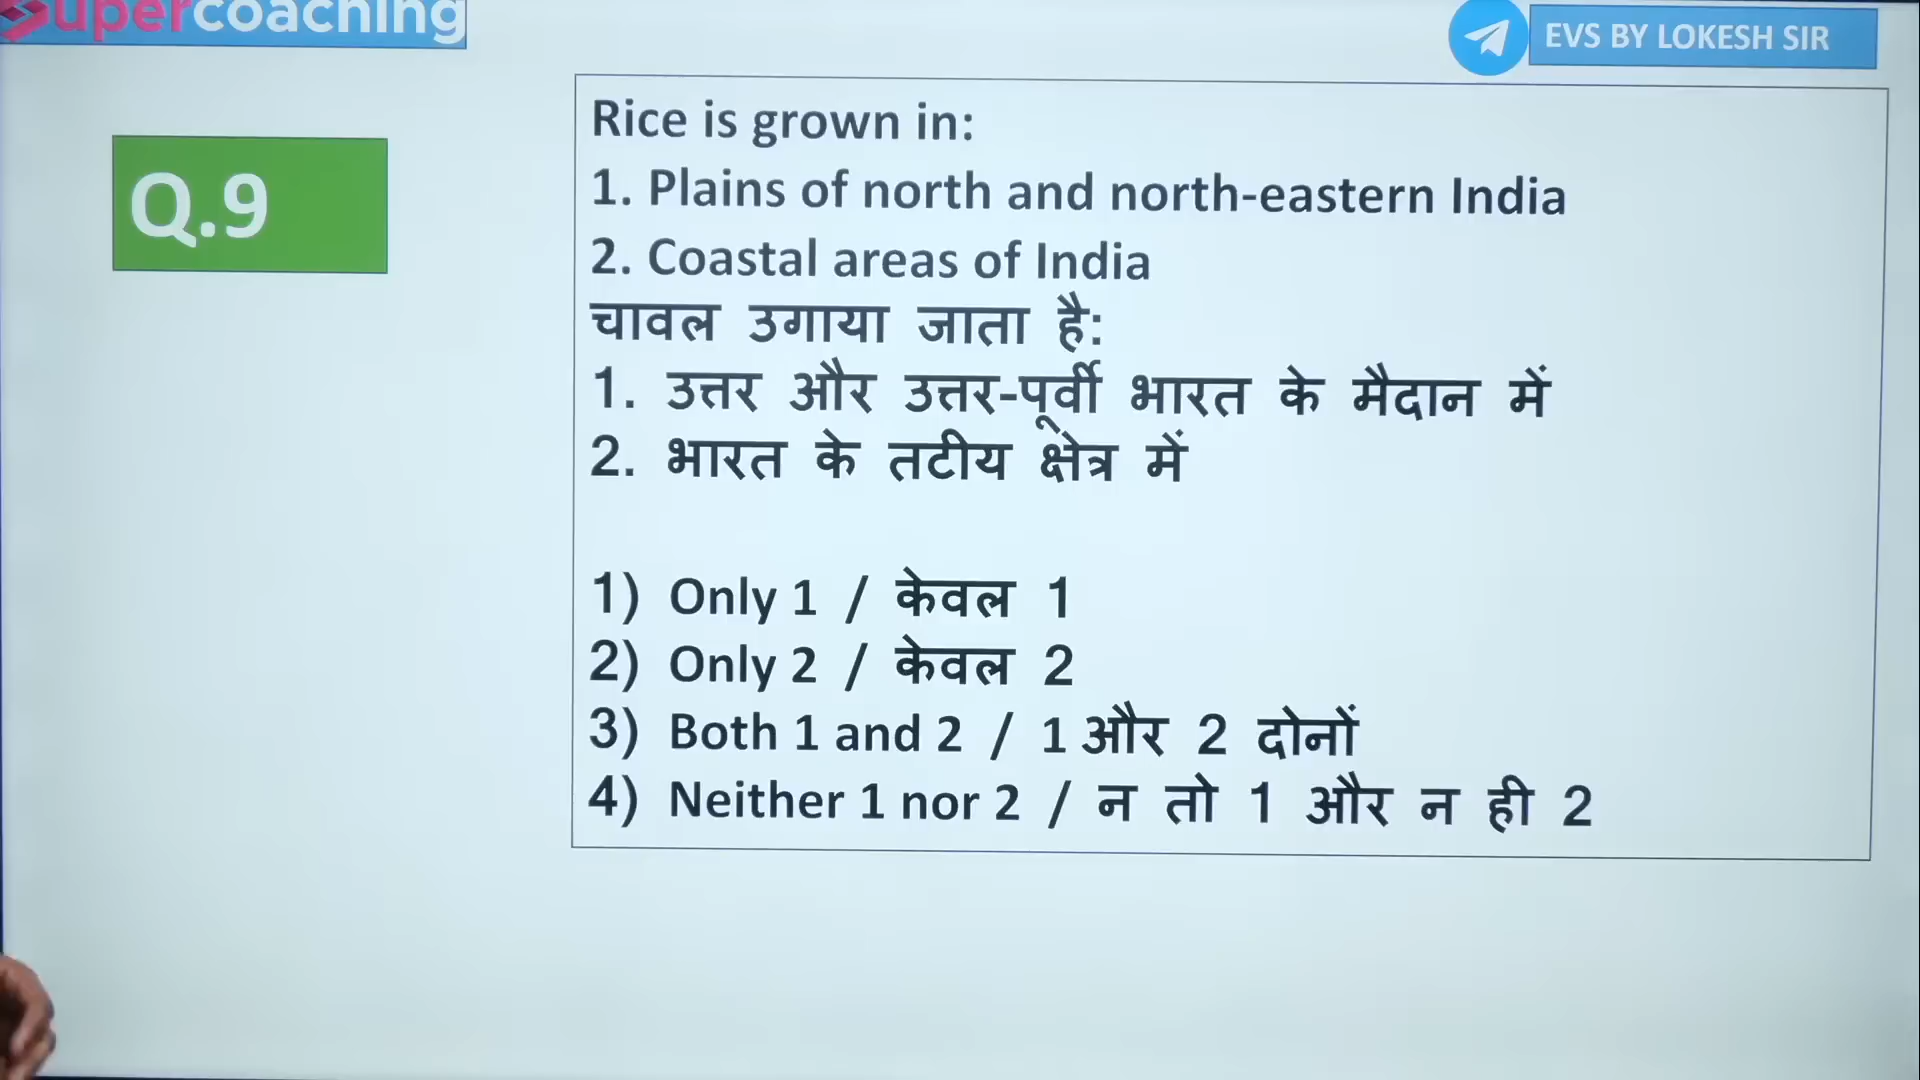 Supercoaching
EVS BY LOKESH SIR
Q.9
Rice is grown in:
1. Plains of north and north-eastern India
2. Coastal areas of India
चावल उगाया जाता है:
1. उत्तर और उत्तर-पूर्वी भारत के मैदान में
2. भारत के तटीय क्षेत्र में
1) Only 1 / केवल 1
2) Only 2 / केवल 2
3) Both 1 and 2 / 1 और 2 दोनों
4) Neither 1 nor 2 / न तो 1 और न ही 2